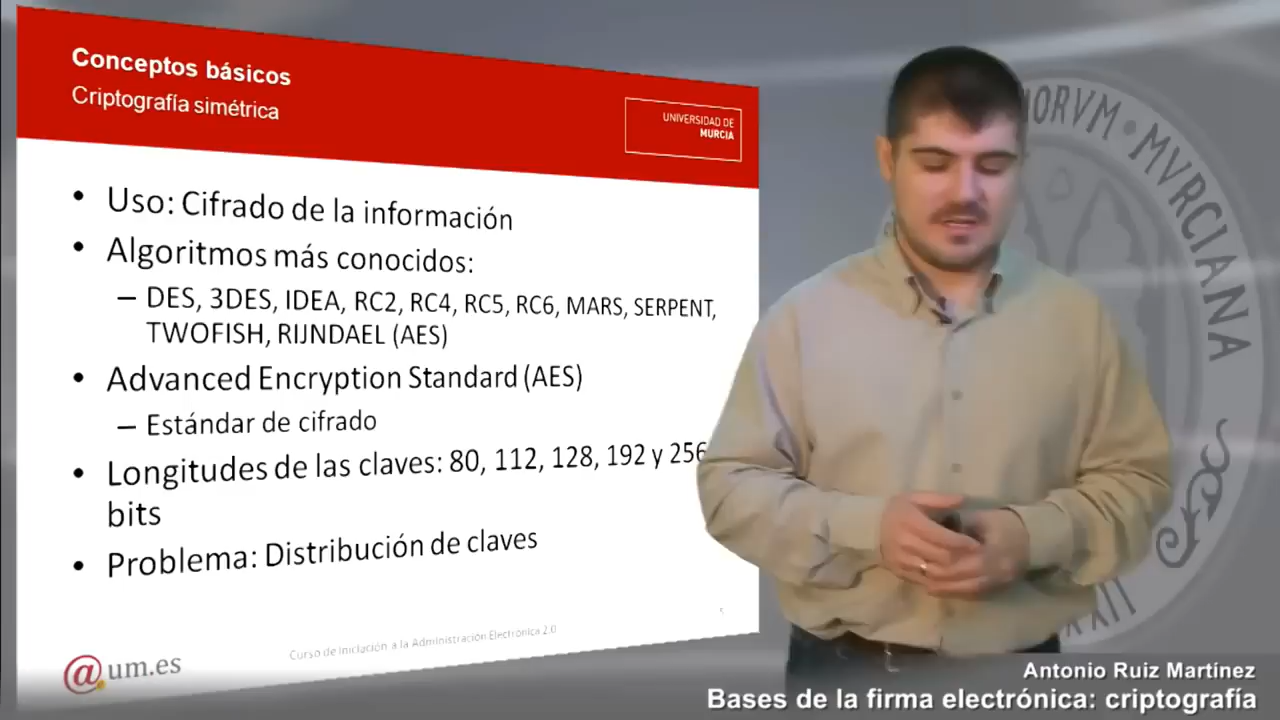 Conceptos básicos
Criptografía simétrica
UNIVERSIDAD DE
MURCIA
• Uso: Cifrado de la información
• Algoritmos más conocidos:
– DES, 3DES, IDEA, RC2, RC4, RC5, RC6, MARS, SERPENT,
TWOFISH, RIJNDAEL (AES)
• Advanced Encryption Standard (AES)
– Estándar de cifrado
• Longitudes de las claves: 80, 112, 128, 192 y 256
bits
• Problema: Distribución de claves
5
Curso de Iniciación a la Administración Electrónica 2.0
@um.es
MVRCIANA
Antonio Ruiz Martínez
Bases de la firma electrónica: criptografía